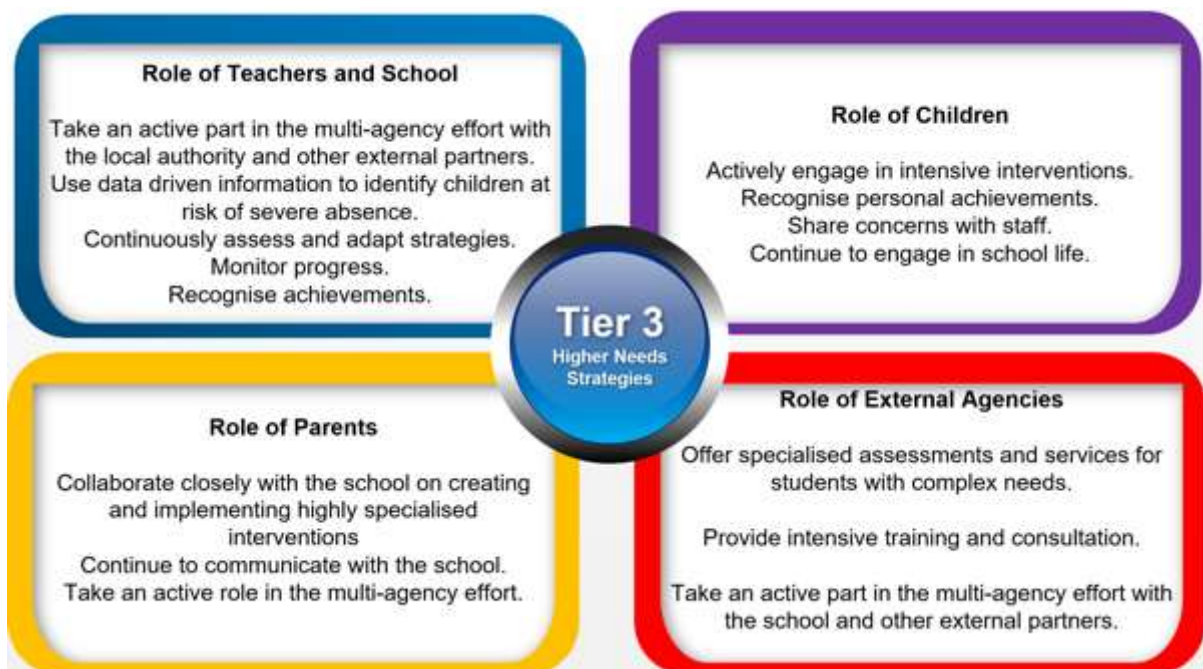 Role of Teachers and School
Take an active part in the multi-agency effort with
the local authority and other external partners.
Use data driven information to identify children at
risk of severe absence.
Continuously assess and adapt strategies.
Monitor progress.
Recognise achievements.
Role of Children
Actively engage in intensive interventions.
Recognise personal achievements.
Share concerns with staff.
Continue to engage in school life.
Tier 3
Higher Needs
Strategies
Role of Parents
Collaborate closely with the school on creating
and implementing highly specialised
interventions
Continue to communicate with the school.
Take an active role in the multi-agency effort.
Role of External Agencies
Offer specialised assessments and services for
students with complex needs.
Provide intensive training and consultation.
Take an active part in the multi-agency effort with
the school and other external partners.